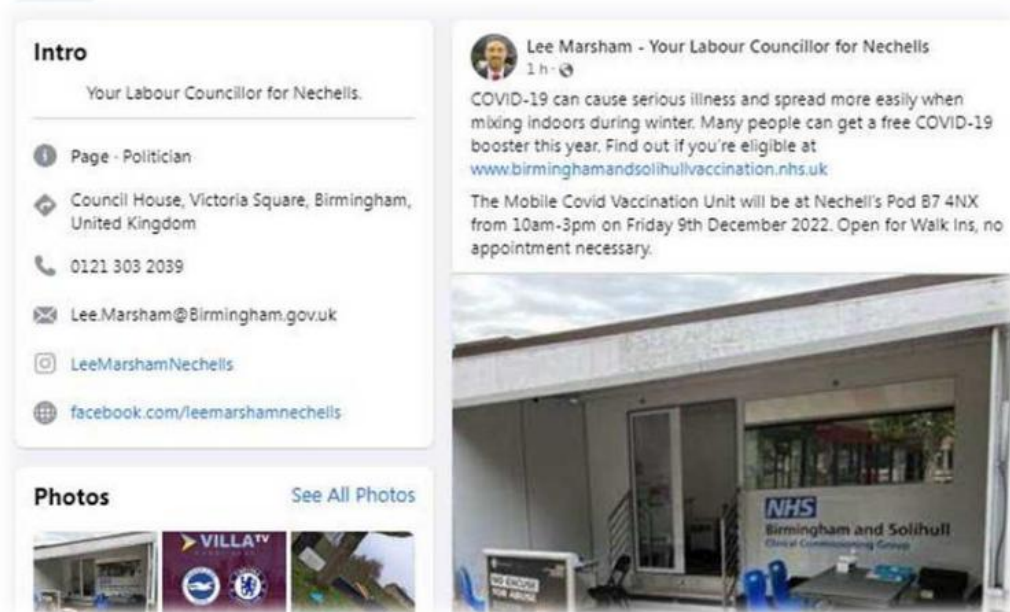 Intro
Your Labour Councillor for Nechells.
Page · Politician
Council House, Victoria Square, Birmingham,
United Kingdom
0121 303 2039
Lee.Marsham@Birmingham.gov.uk
LeeMarshamNechells
facebook.com/leemarshamnechells
Photos
See All Photos
VILLA TV
Lee Marsham - Your Labour Councillor for Nechells
1 h ·
COVID-19 can cause serious illness and spread more easily when
mixing indoors during winter. Many people can get a free COVID-19
booster this year. Find out if you're eligible at
www.birminghamandsolihullvaccination.nhs.uk
The Mobile Covid Vaccination Unit will be at Nechell's Pod B7 4NX
from 10am-3pm on Friday 9th December 2022. Open for Walk Ins, no
appointment necessary.
NHS
Birmingham and Solihull
Clinical Commissioning Group
NO EXCUSE
FOR ABUSE